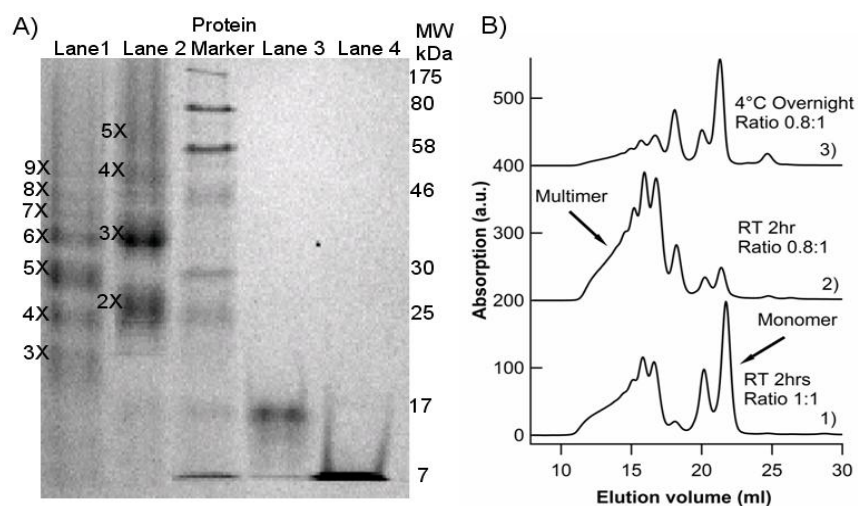 A)
Protein
MW
kDa
Lane1 Lane 2 Marker Lane 3 Lane 4
175
80
58
46
30
25
17
7
9X
8X
7X
6X
5X
4X
3X
5X
4X
3X
2X
B)
500
400
300
200
100
0
Absorption (a.u.)
4°C Overnight
Ratio 0.8:1
3)
Multimer
RT 2hr
Ratio 0.8:1
2)
Monomer
RT 2hrs
Ratio 1:1
1)
10 15 20 25 30
Elution volume (ml)